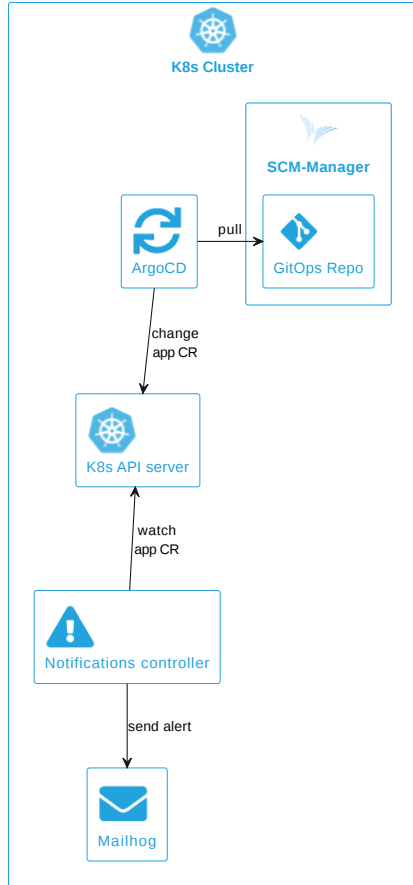 K8s Cluster
SCM-Manager
ArgoCD
pull
GitOps Repo
change
app CR
K8s API server
watch
app CR
Notifications controller
send alert
Mailhog